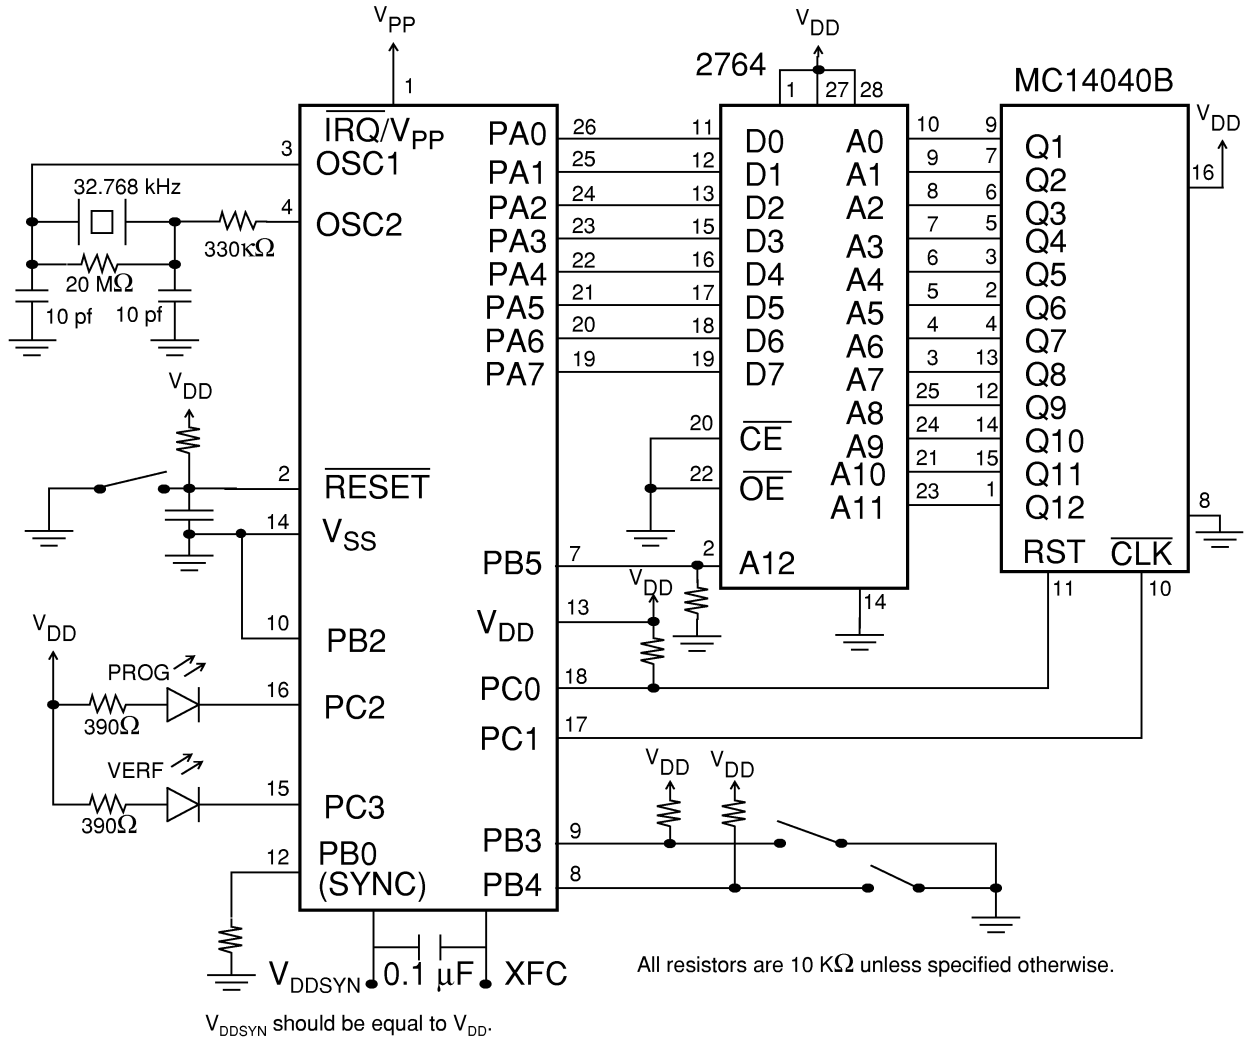 VPP
1
2764
VDD
1 27 28
MC14040B
VDD
16
IRQ/VPP
3
OSC1
32.768 kHz
4
OSC2
330κΩ
20 MΩ
10 pf
10 pf
VDD
2
RESET
14
VSS
10
PB2
VDD
PROG
390Ω
16
PC2
VERF
390Ω
15
PC3
12
PB0
(SYNC)
PA0 26 11 D0 A0 10 9 Q1
PA1 25 12 D1 A1 9 7 Q2
PA2 24 13 D2 A2 8 6 Q3
PA3 23 15 D3 A3 7 5 Q4
PA4 22 16 D4 A4 6 3 Q5
PA5 21 17 D5 A5 5 2 Q6
PA6 20 18 D6 A6 4 4 Q7
PA7 19 19 D7 A7 3 13 Q8
A8 25 12 Q9
20 CE A9 24 14 Q10
22 OE A10 21 15 Q11
A11 23 1 Q12
8
PB5 7 2 A12
RST CLK
11 10
14
VDD
VDD 13
PC0 18
PC1 17
VDD VDD
PB3 9
PB4 8
VDDSYN 0.1 μF XFC
All resistors are 10 KΩ unless specified otherwise.
VDDSYN should be equal to VDD.